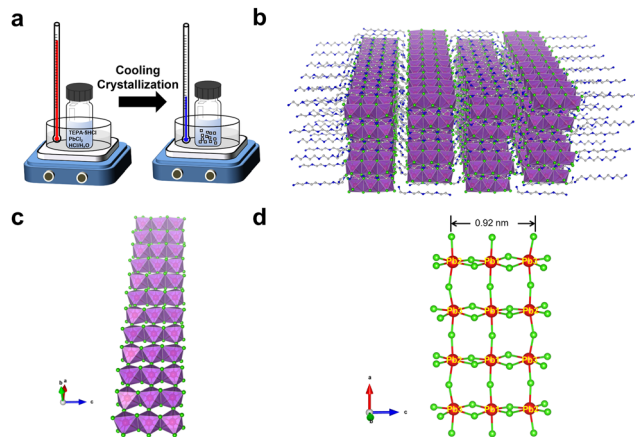 a
b
Cooling
Crystallization
TEPA·5HCl
PbCl₂
HCl/H₂O
c
d
0.92 nm
Pb Pb Pb
Pb Pb Pb
Pb Pb Pb
Pb Pb Pb
b a
c
a
b
c